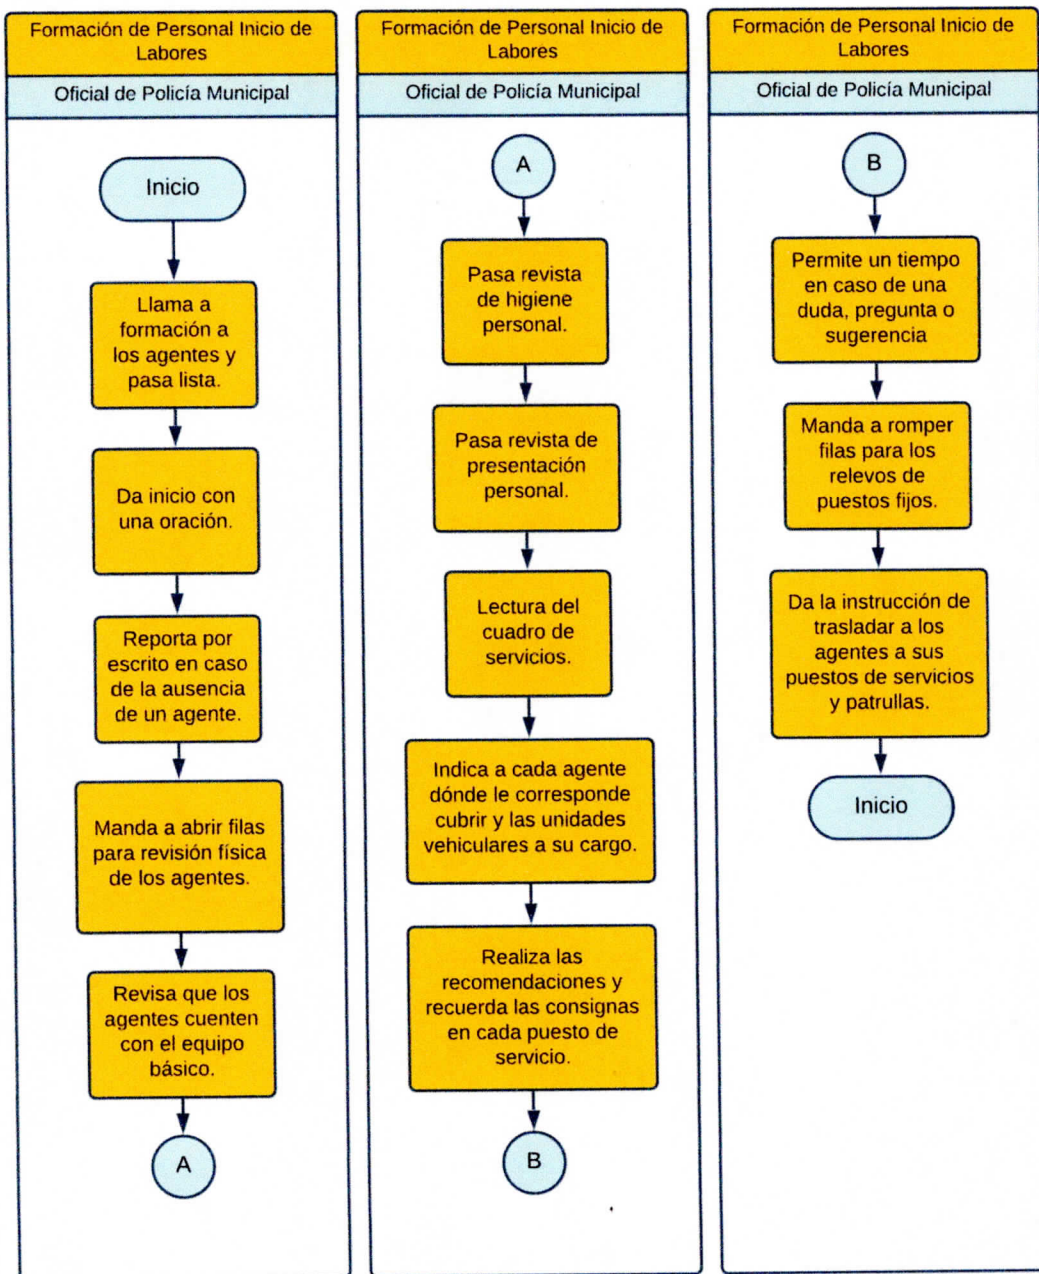 Formación de Personal Inicio de
Labores
Oficial de Policía Municipal
Inicio
Llama a
formación a
los agentes y
pasa lista.
Da inicio con
una oración.
Reporta por
escrito en caso
de la ausencia
de un agente.
Manda a abrir filas
para revisión física
de los agentes.
Revisa que los
agentes cuenten
con el equipo
básico.
A
Formación de Personal Inicio de
Labores
Oficial de Policía Municipal
A
Pasa revista
de higiene
personal.
Pasa revista de
presentación
personal.
Lectura del
cuadro de
servicios.
Indica a cada agente
dónde le corresponde
cubrir y las unidades
vehiculares a su cargo.
Realiza las
recomendaciones y
recuerda las consignas
en cada puesto de
servicio.
B
Formación de Personal Inicio de
Labores
Oficial de Policía Municipal
B
Permite un tiempo
en caso de una
duda, pregunta o
sugerencia
Manda a romper
filas para los
relevos de
puestos fijos.
Da la instrucción de
trasladar a los
agentes a sus
puestos de servicios
y patrullas.
Inicio